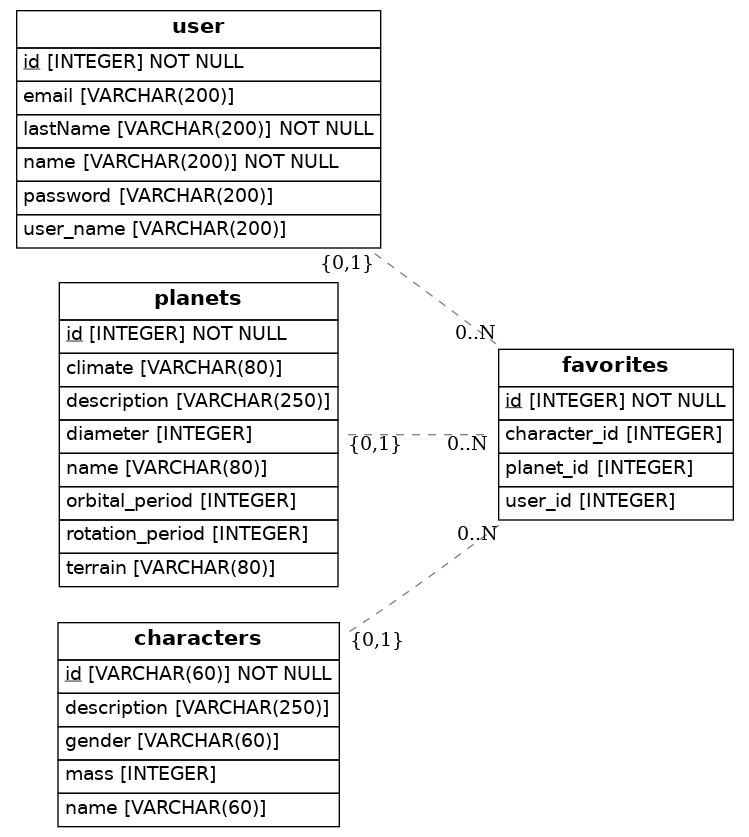 user
id [INTEGER] NOT NULL
email [VARCHAR(200)]
lastName [VARCHAR(200)] NOT NULL
name [VARCHAR(200)] NOT NULL
password [VARCHAR(200)]
user_name [VARCHAR(200)]
{0,1}
0..N
planets
id [INTEGER] NOT NULL
climate [VARCHAR(80)]
description [VARCHAR(250)]
diameter [INTEGER]
name [VARCHAR(80)]
orbital_period [INTEGER]
rotation_period [INTEGER]
terrain [VARCHAR(80)]
{0,1}
0..N
favorites
id [INTEGER] NOT NULL
character_id [INTEGER]
planet_id [INTEGER]
user_id [INTEGER]
0..N
{0,1}
characters
id [VARCHAR(60)] NOT NULL
description [VARCHAR(250)]
gender [VARCHAR(60)]
mass [INTEGER]
name [VARCHAR(60)]